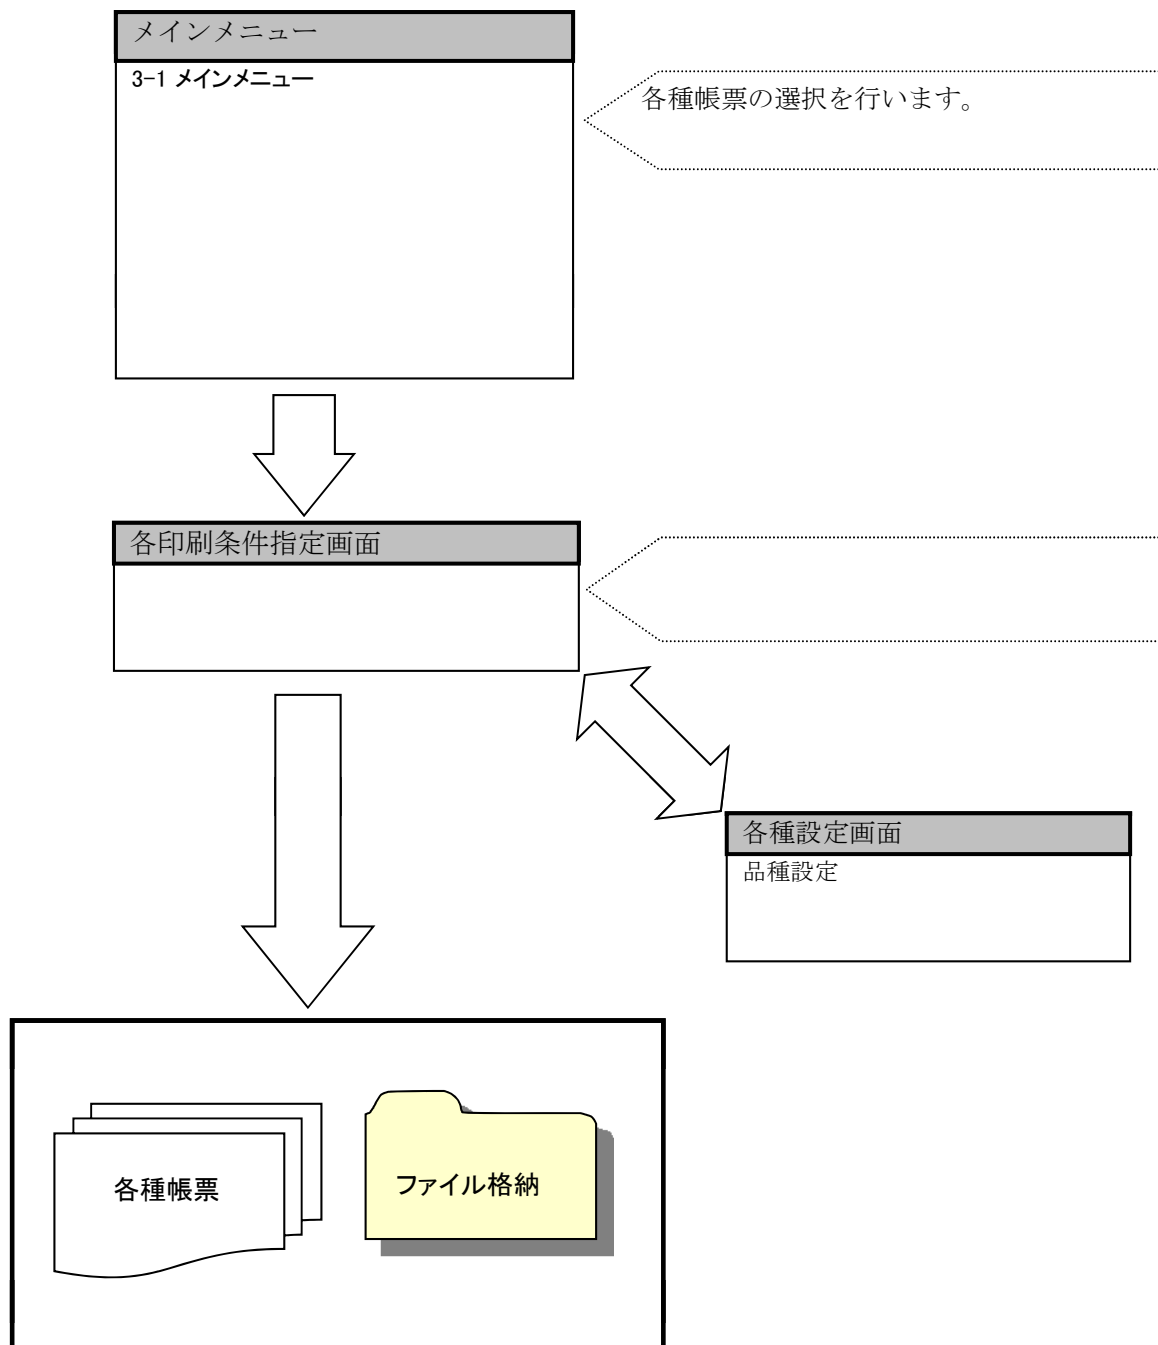 メインメニュー
3-1 メインメニュー
各種帳票の選択を行います。
各印刷条件指定画面
各種設定画面
品種設定
各種帳票
ファイル格納